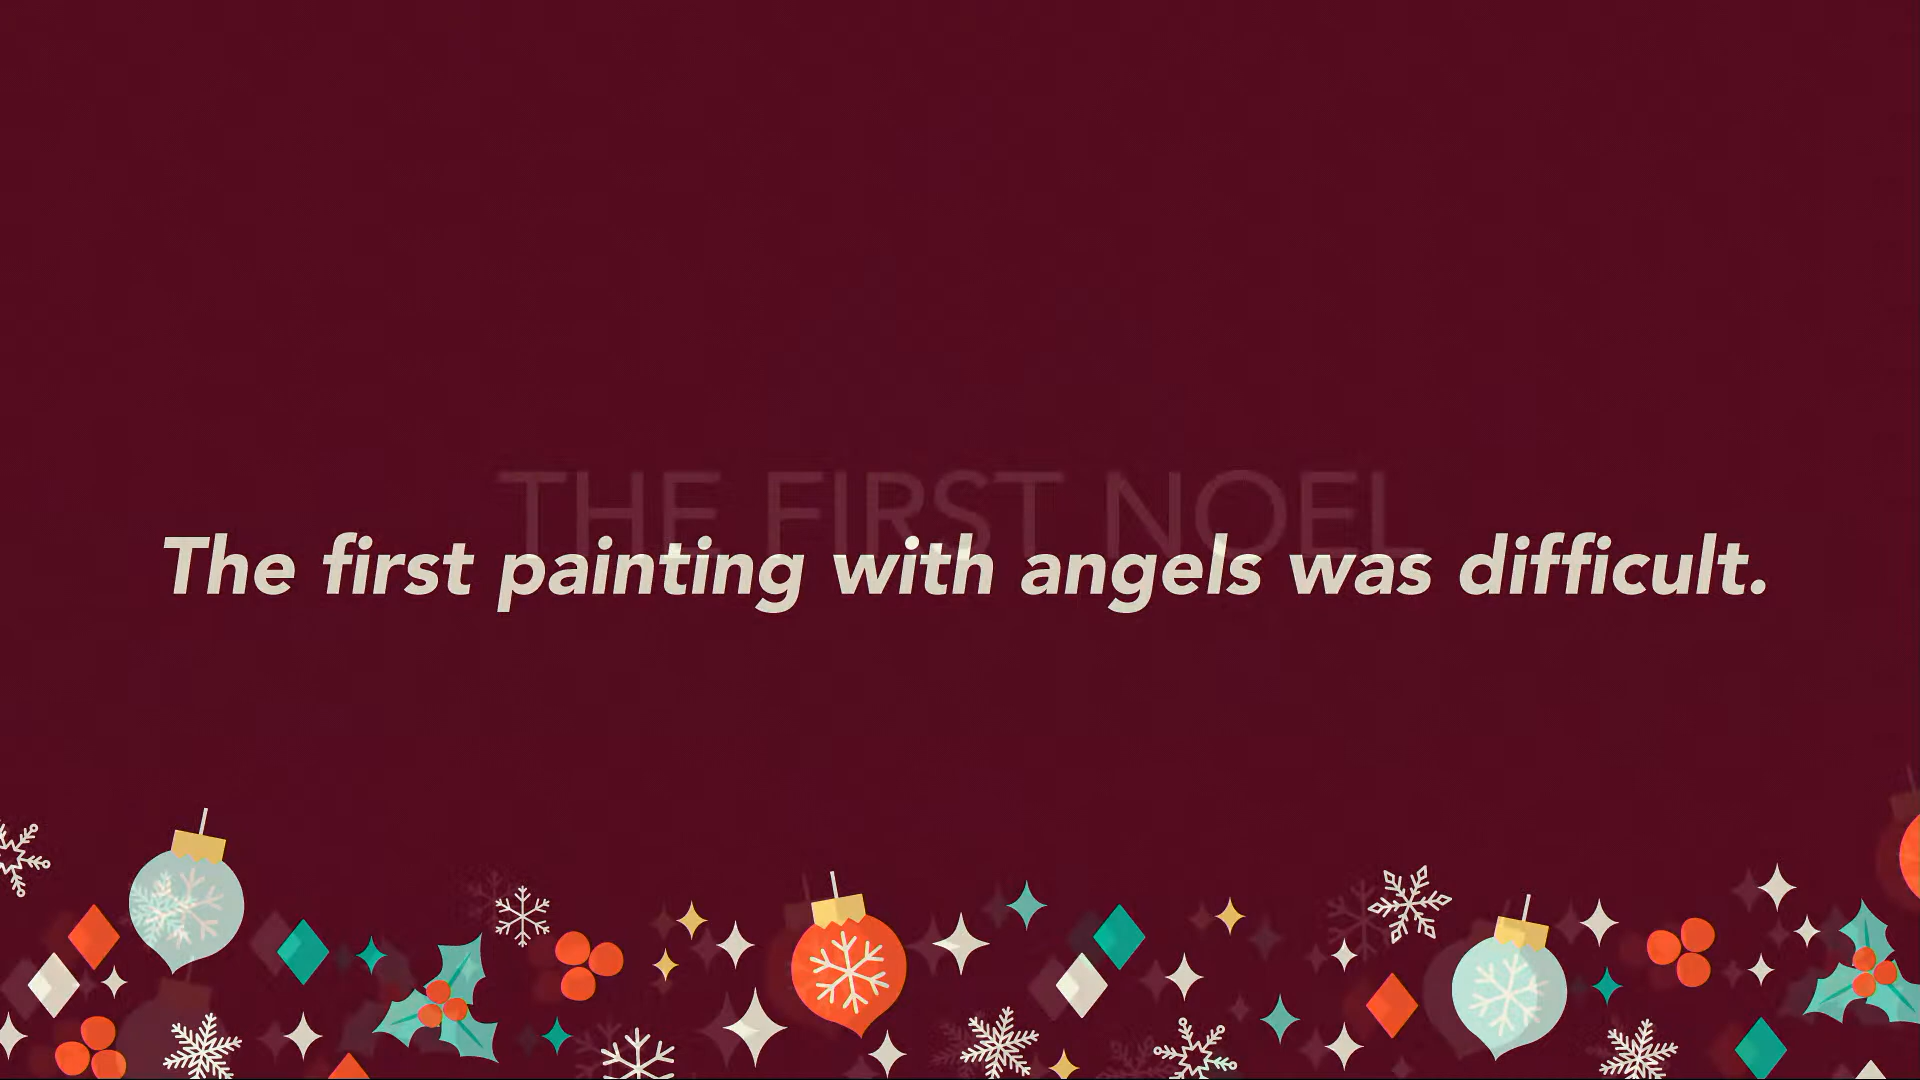 THE FIRST NOEL
The first painting with angels was difficult.